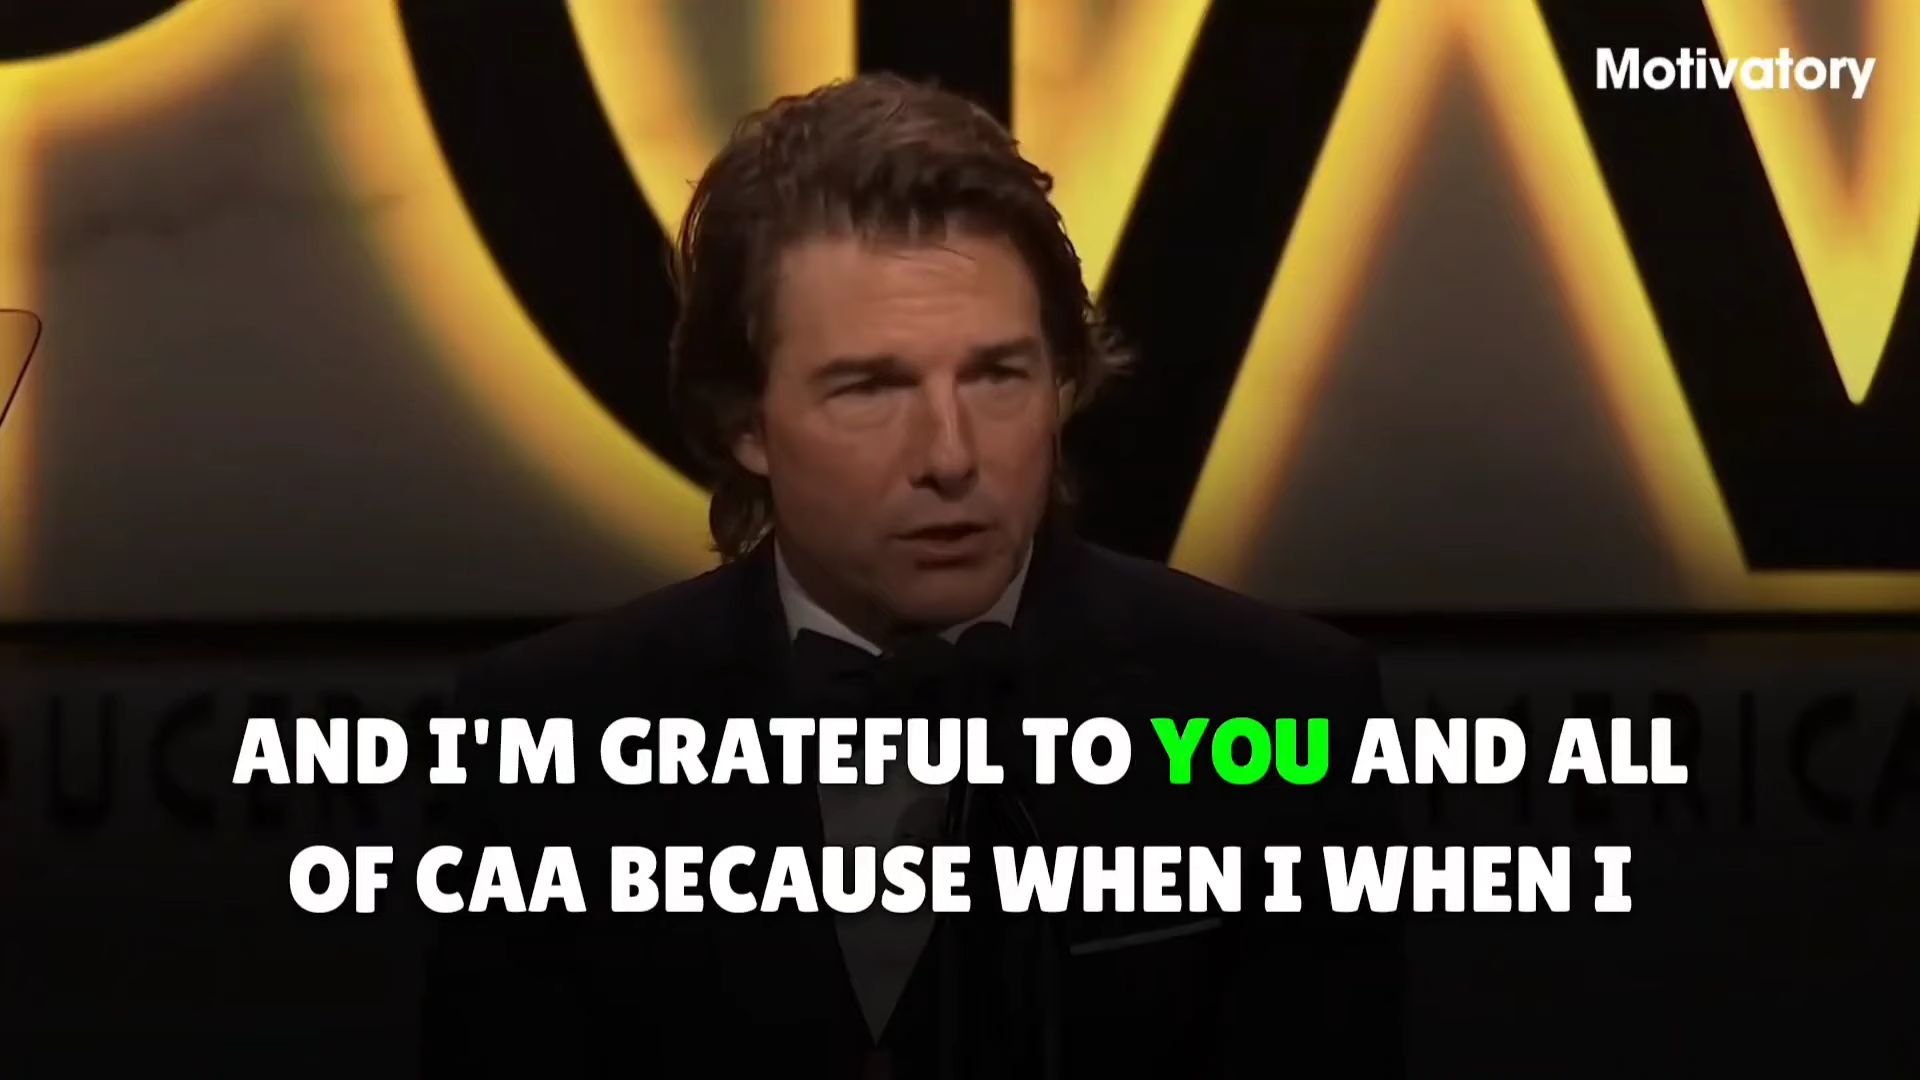 Motivatory
AND I'M GRATEFUL TO YOU AND ALL
OF CAA BECAUSE WHEN I WHEN I